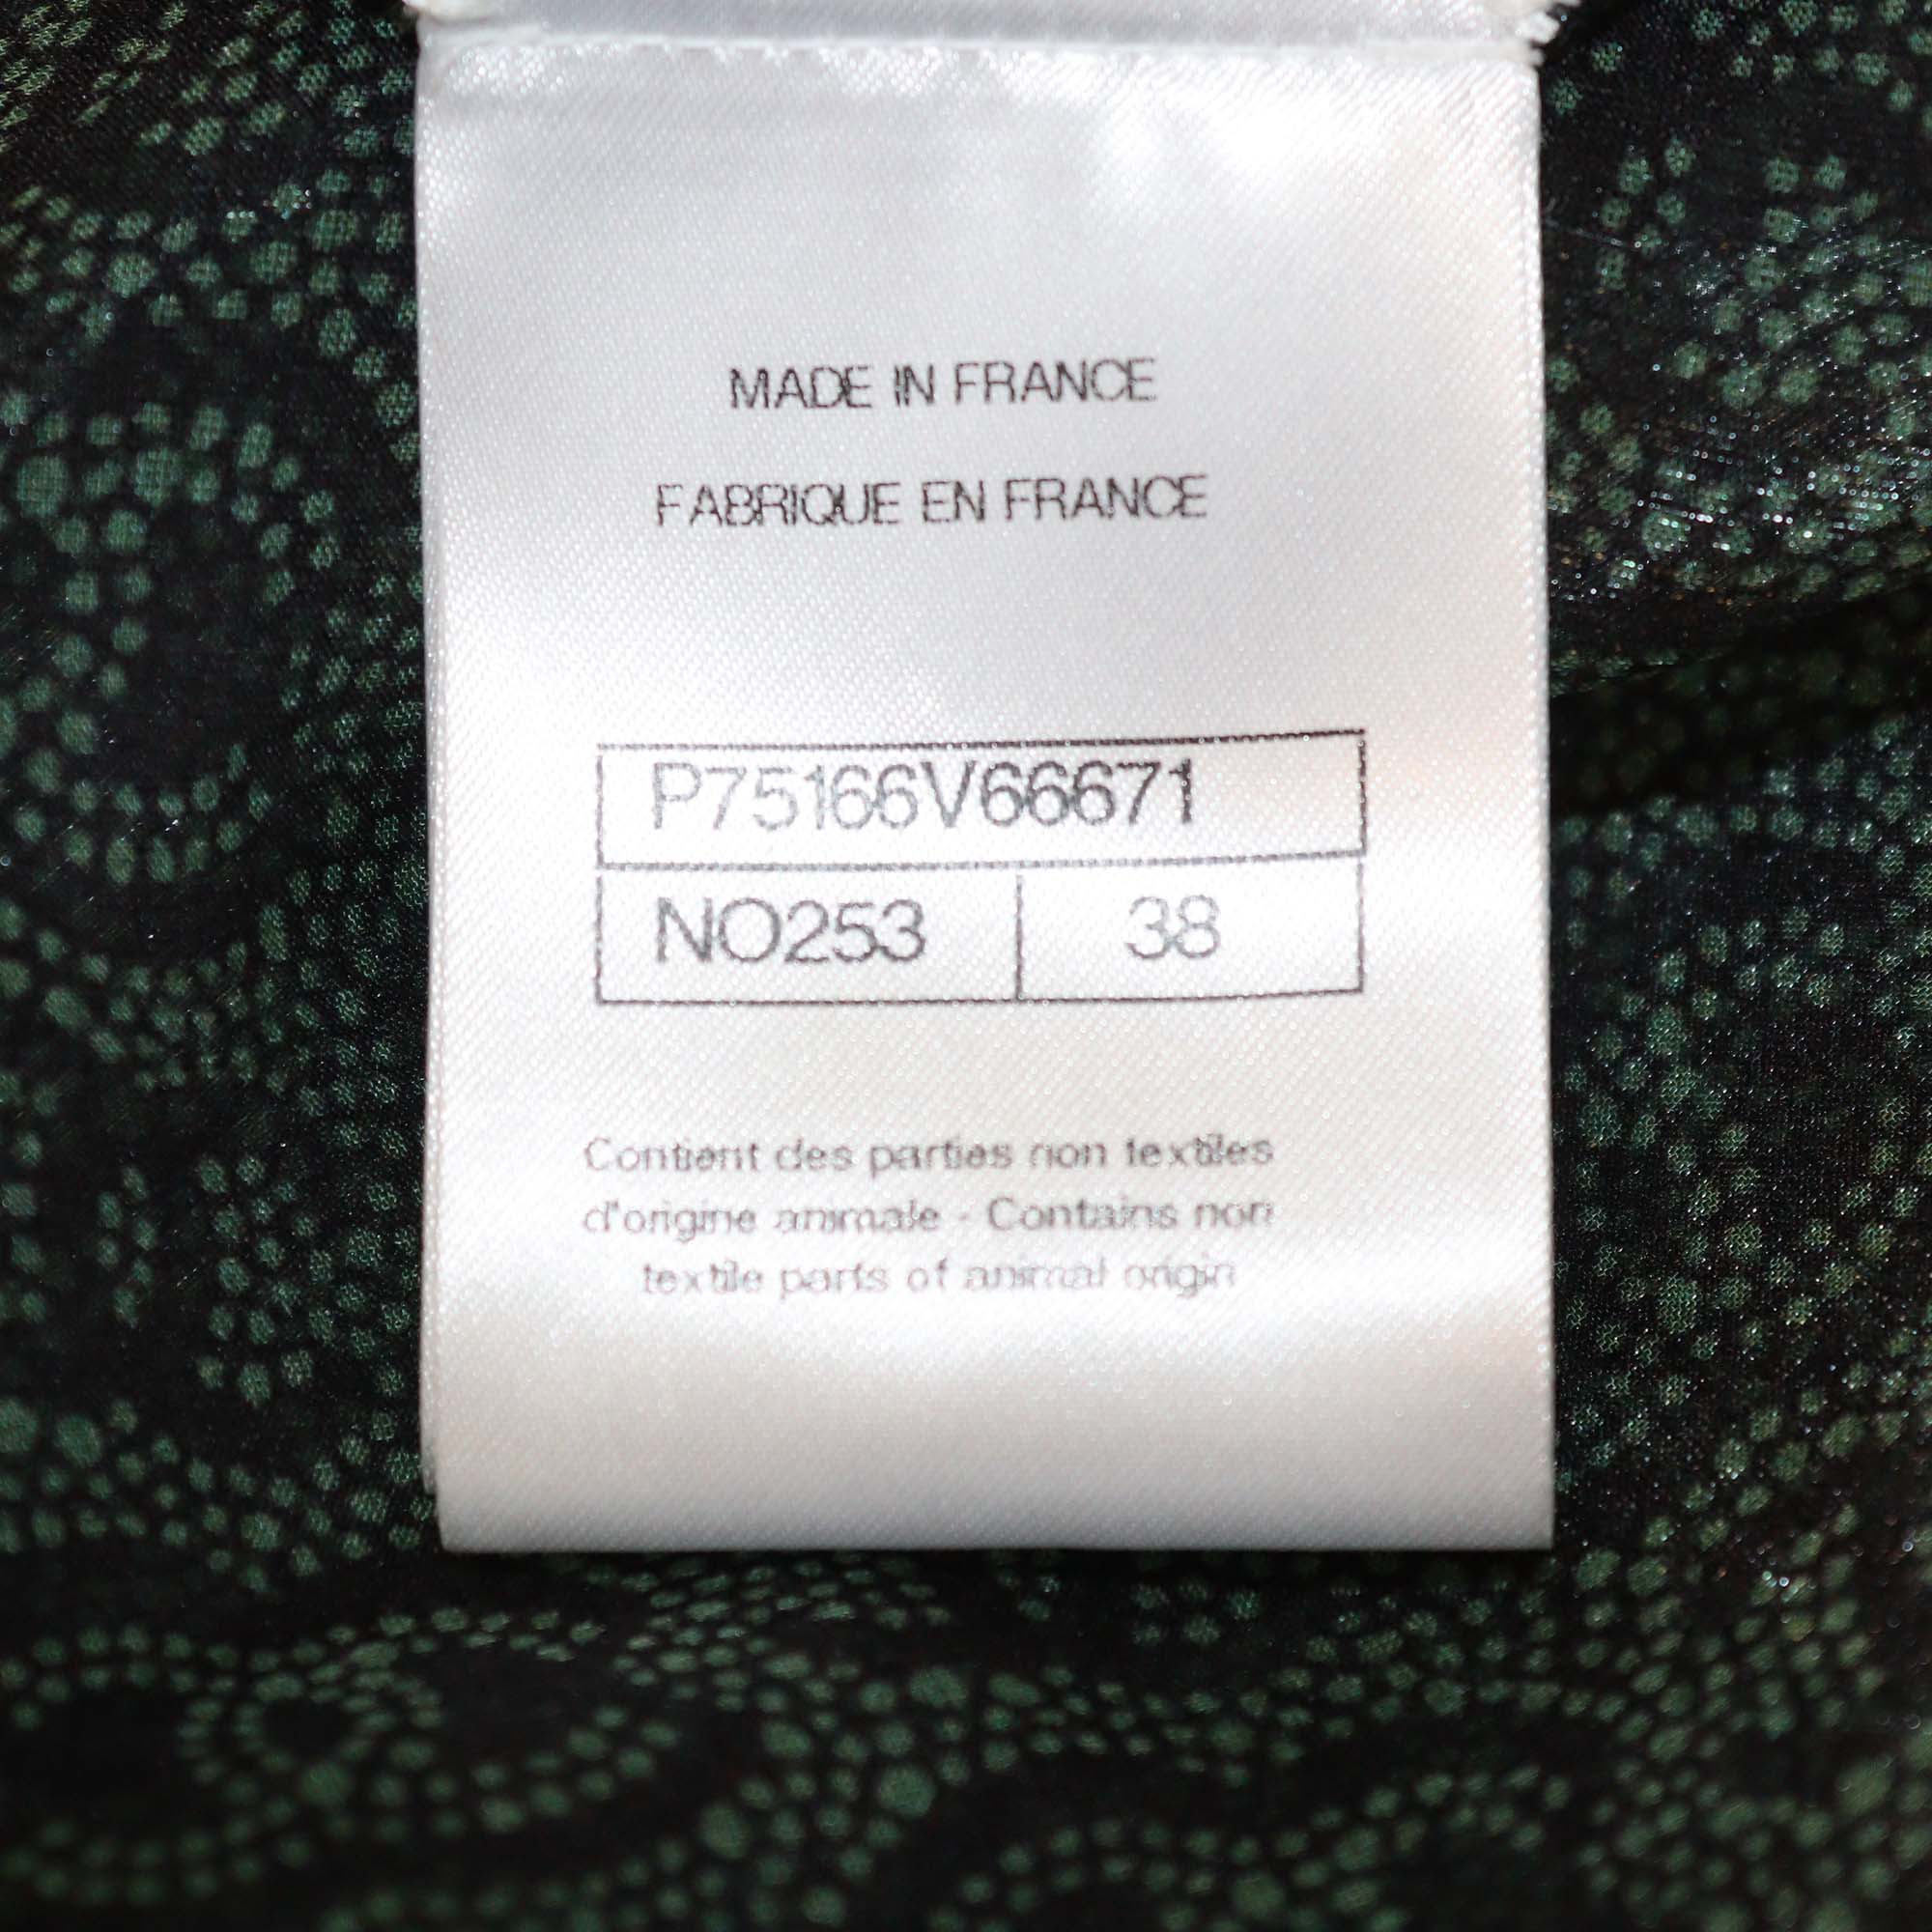 MADE IN FRANCE
FABRIQUE EN FRANCE
P75166V66671
NO253 38
Contient des parties non textiles
d'origine animale - Contains non
textile parts of animal origin